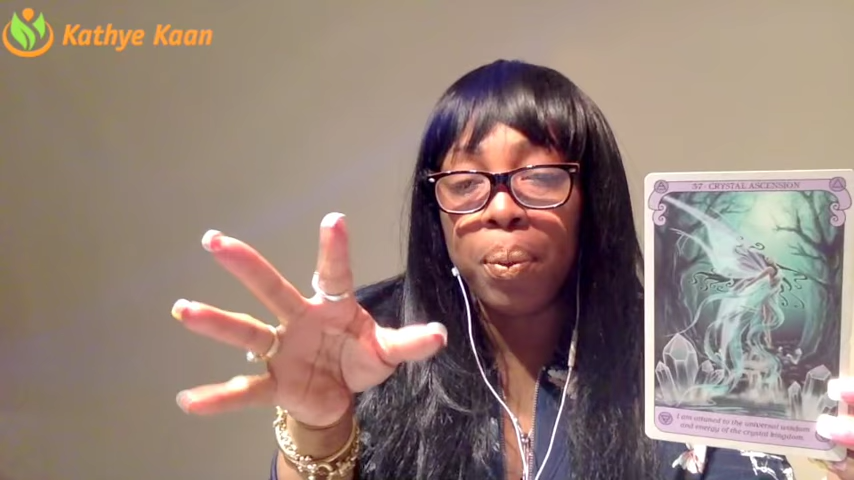 Kathye Kaan
57 · CRYSTAL ASCENSION
I am attuned to the universal wisdom
and energy of the crystal kingdom.